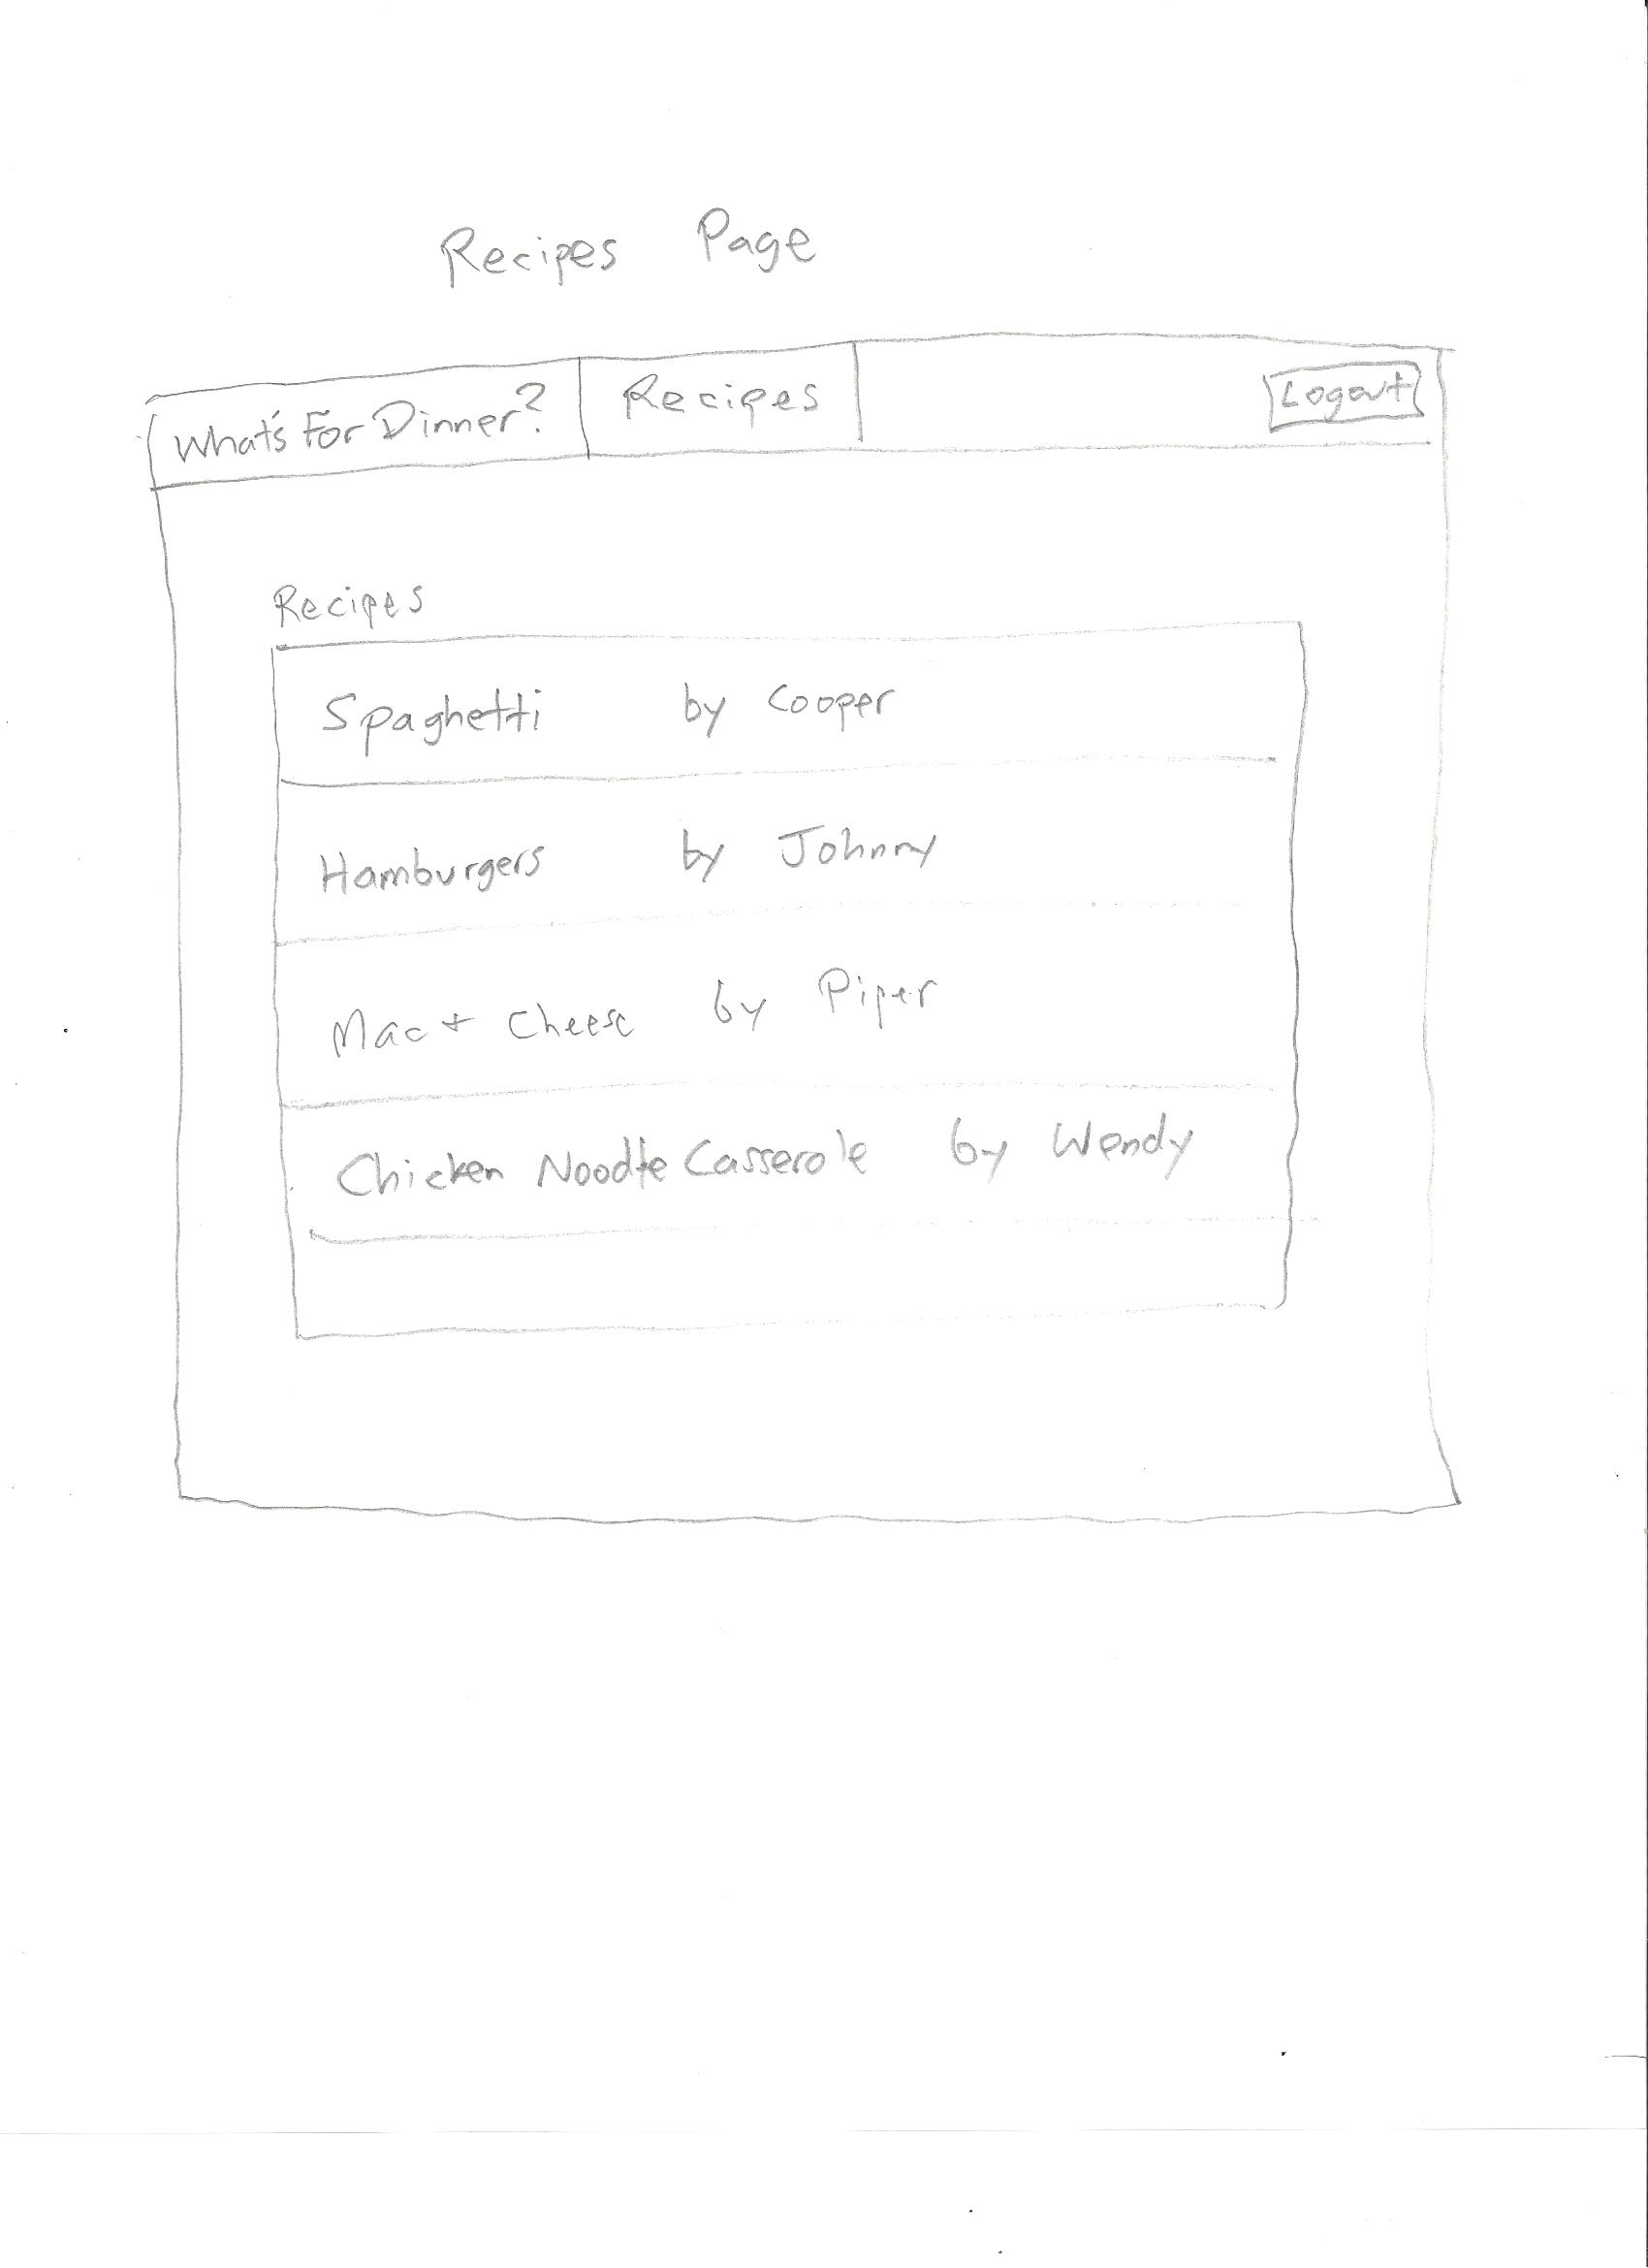 Recipes Page
What's For Dinner? Recipes Logout
Recipes
Spaghetti by Cooper
Hamburgers by Johnny
Mac + Cheese by Piper
Chicken Noodle Casserole by Wendy